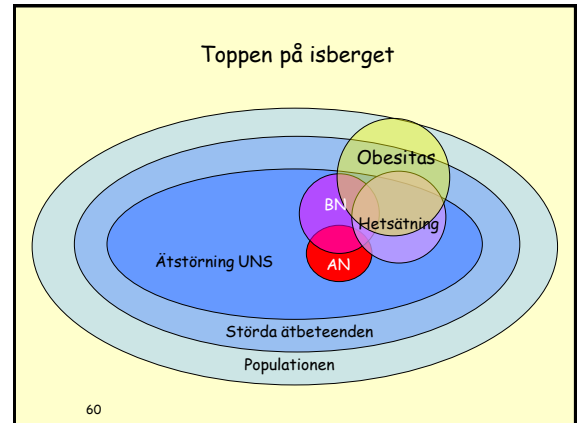 Toppen på isberget
Obesitas
BN
Hetsätning
Ätstörning UNS
AN
Störda ätbeteenden
Populationen
60